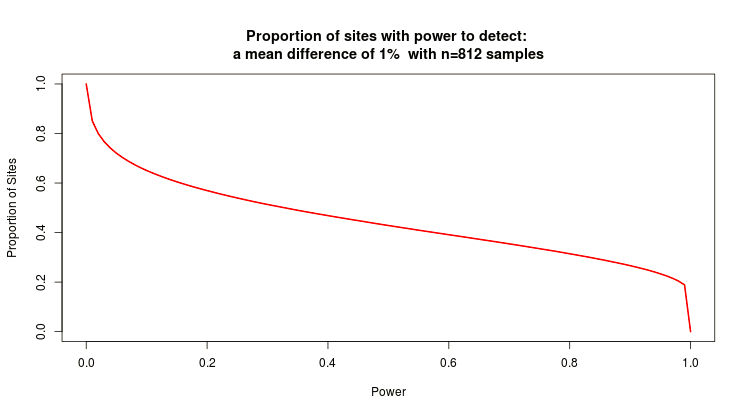 Proportion of sites with power to detect:
a mean difference of 1%  with n=812 samples
Proportion of Sites
1.0
0.8
0.6
0.4
0.2
0.0
0.0 0.2 0.4 0.6 0.8 1.0
Power